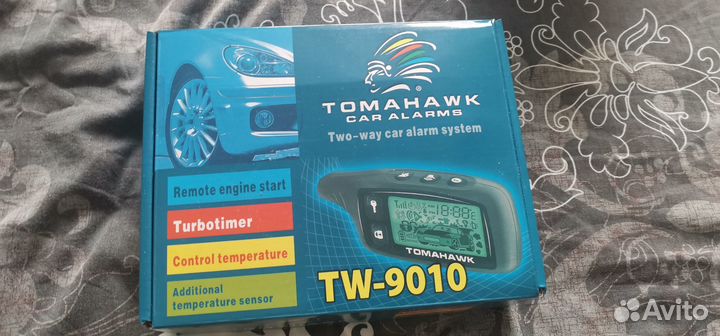 TOMAHAWK
®
CAR ALARMS
Two-way car alarm system
Remote engine start
Turbotimer
Control temperature
Additional
temperature sensor
18:88
TOMAHAWK
TW-9010
Avito